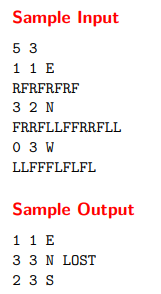 Sample Input
5 3
1 1 E
RFRFRFRF
3 2 N
FRRFLLFFRRFLL
0 3 W
LLFFFLFLFL
Sample Output
1 1 E
3 3 N LOST
2 3 S